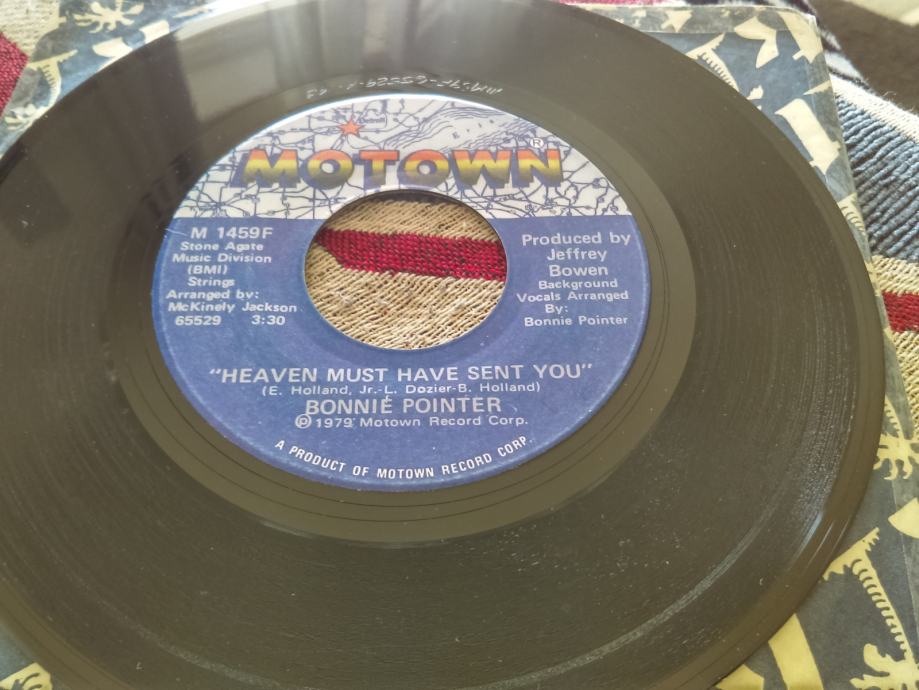 Detroit
MOTOWN®
M 1459F
Stone Agate
Music Division
(BMI)
Strings
Arranged by:
McKinely Jackson
65529 3:30
Produced by
Jeffrey
Bowen
Background
Vocals Arranged
By:
Bonnie Pointer
"HEAVEN MUST HAVE SENT YOU"
(E. Holland, Jr.-L. Dozier-B. Holland)
BONNIE POINTER
℗1979 Motown Record Corp.
A PRODUCT OF MOTOWN RECORD CORP.